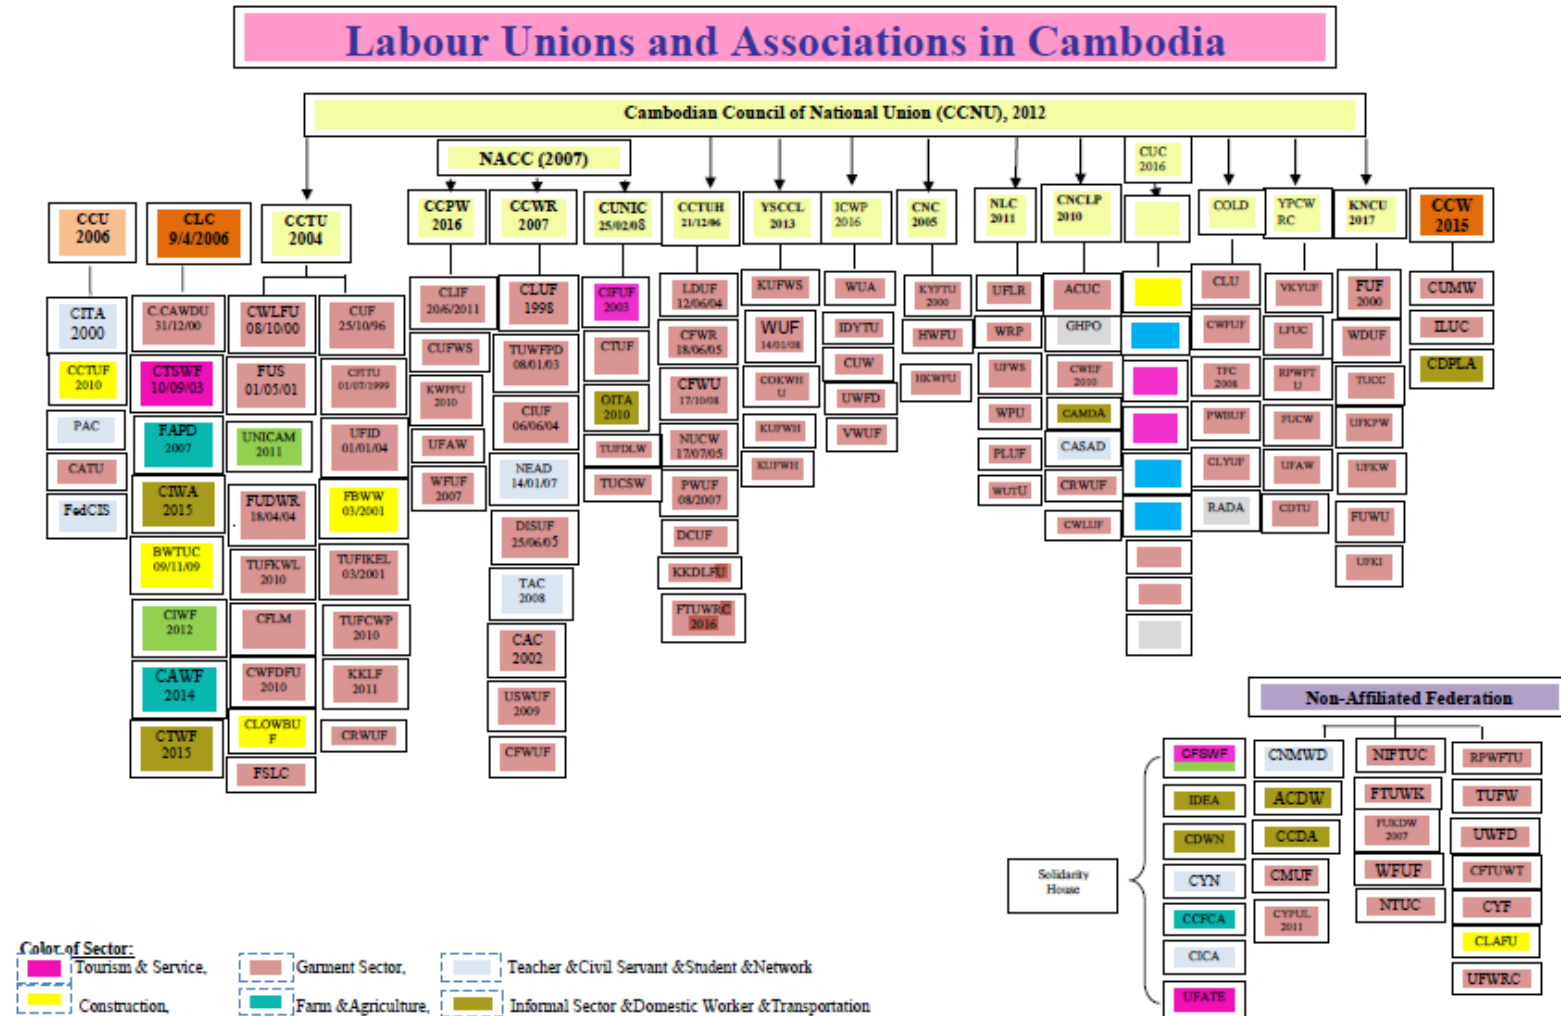 Labour Unions and Associations in Cambodia
Cambodian Council of National Union (CCNU), 2012
NACC (2007)
CUC
2016
CCU
2006
CITA
2000
CCTUF
2010
PAC
CATU
FedCIS
CLC
9/4/2006
C.CAWDU
31/12/00
CTSWF
10/09/03
FAPD
2007
CIWA
2015
BWTUC
09/11/09
CIWF
2012
CAWF
2014
CTWF
2015
CCTU
2004
CWLFU
08/10/00
FUS
01/05/01
UNICAM
2011
FUDWR
18/04/04
TUFKWL
2010
CFLM
CWFDFU
2010
CLOWBU
F
FSLC
CUF
25/10/96
01/07/1999
UFID
01/01/04
FBWW
03/2001
TUFIKEL
03/2001
TUFCWP
2010
KKLF
2011
CRWUF
CCPW
2016
CLIF
20/6/2011
CUFWS
KWPFU
2010
UFAW
WFUF
2007
CCWR
2007
CLUF
1998
TUWFPD
08/01/03
CIUF
06/06/04
NEAD
14/01/07
DISUF
25/06/05
TAC
2008
CAC
2002
USWUF
2009
CFWUF
CUNIC
25/02/08
CIFUF
2003
CTUF
OITA
2010
TUFDLW
TUCSW
CCTUH
21/12/06
LDUF
12/06/04
CFWR
18/06/05
CFWU
17/10/08
NUCW
17/07/05
PWUF
08/2007
DCUF
KKDLFU
FTUWRC
2016
YSCCL
2013
KUFWS
WUF
14/01/08
COKWH
U
KUFWH
KUFWH
ICWP
2016
WUA
IDYTU
CUW
UWFD
VWUF
CNC
2005
KYFTU
2000
HWFU
HKWFU
NLC
2011
UFLR
WRP
UFWS
WPU
PLUF
WUTU
CNCLP
2010
ACUC
GHPO
CWEF
2010
CAMDA
CASAD
CRWUF
CWLUF
COLD
CLU
CWFUF
TFC
2008
PWBUF
CLYUF
RADA
YPCW
RC
VKYUF
LFUC
RPWFT
U
FUCW
UFAW
CDTU
KNCU
2017
FUF
2000
WDUF
TUCC
UFKPW
UFKW
FUWU
UFKI
CCW
2015
CUMW
ILUC
CDPLA
Non-Affiliated Federation
Solidarity
House
CFSWF
IDEA
CDWN
CYN
CCFCA
CICA
UFATE
CNMWD
ACDW
CCDA
CMUF
CYPUL
2011
NIFTUC
FTUWK
FUKDW
2007
WFUF
NTUC
RPWFTU
TUFW
UWFD
CFTUWT
CYF
CLAFU
UFWRC
Color of Sector:
Tourism & Service,
Garment Sector,
Teacher &Civil Servant &Student &Network
Construction,
Farm &Agriculture,
Informal Sector &Domestic Worker &Transportation